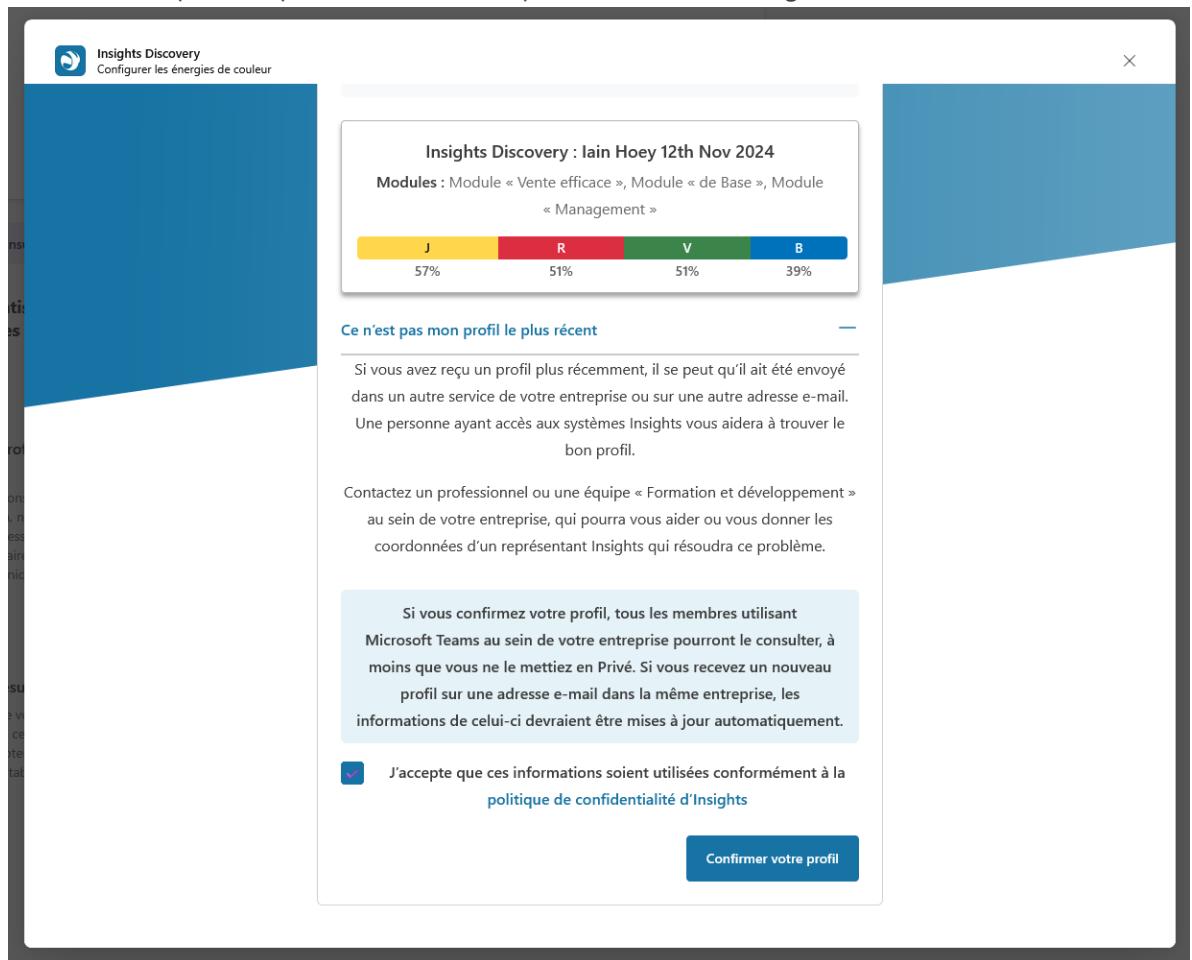 Insights Discovery
Configurer les énergies de couleur
Insights Discovery : Iain Hoey 12th Nov 2024
Modules : Module « Vente efficace », Module « de Base », Module
« Management »
J R V B
57% 51% 51% 39%
Ce n’est pas mon profil le plus récent
Si vous avez reçu un profil plus récemment, il se peut qu’il ait été envoyé
dans un autre service de votre entreprise ou sur une autre adresse e-mail.
Une personne ayant accès aux systèmes Insights vous aidera à trouver le
bon profil.
Contactez un professionnel ou une équipe « Formation et développement »
au sein de votre entreprise, qui pourra vous aider ou vous donner les
coordonnées d’un représentant Insights qui résoudra ce problème.
Si vous confirmez votre profil, tous les membres utilisant
Microsoft Teams au sein de votre entreprise pourront le consulter, à
moins que vous ne le mettiez en Privé. Si vous recevez un nouveau
profil sur une adresse e-mail dans la même entreprise, les
informations de celui-ci devraient être mises à jour automatiquement.
J’accepte que ces informations soient utilisées conformément à la
politique de confidentialité d’Insights
Confirmer votre profil